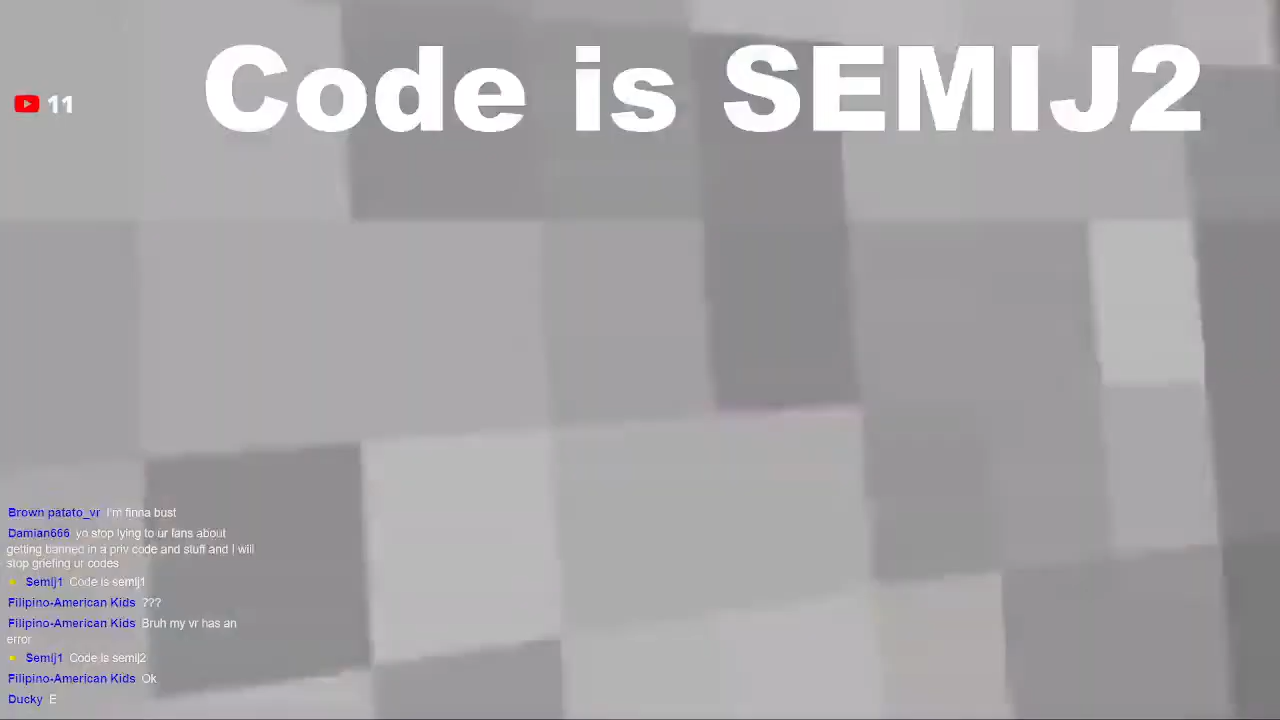 Code is SEMIJ2
11
Brown patato_vr I'm finna bust
Damian666 yo stop lying to ur fans about
getting banned in a priv code and stuff and I will
stop griefing ur codes
Semij1 Code is semij1
Filipino-American Kids ???
Filipino-American Kids Bruh my vr has an
error
Semij1 Code is semij2
Filipino-American Kids Ok
Ducky E